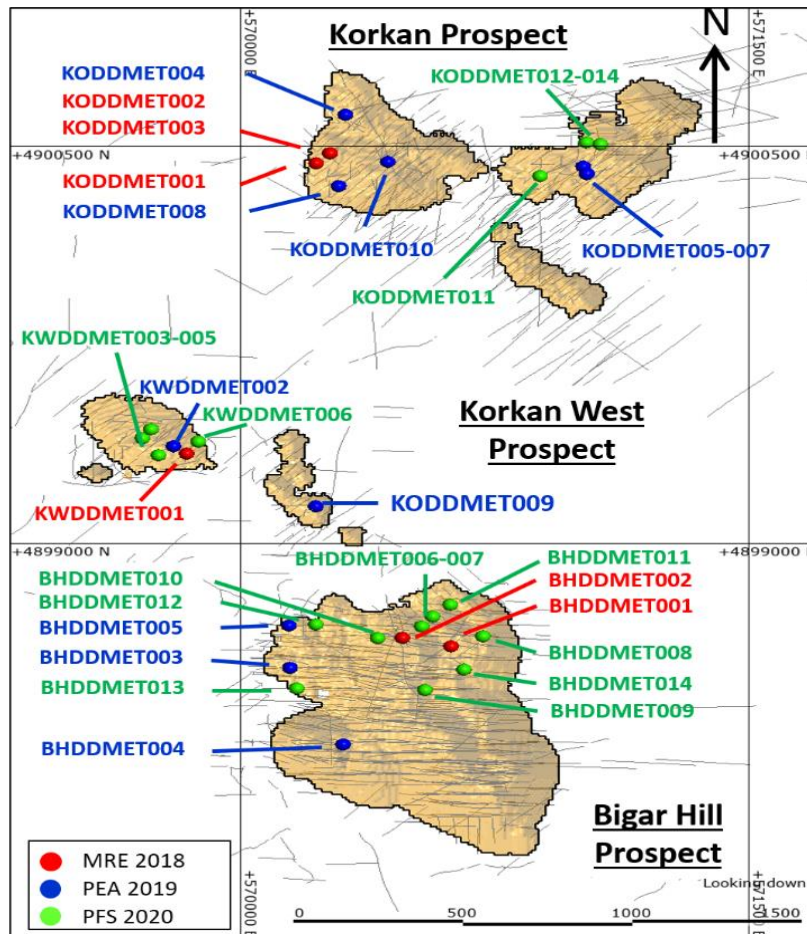 Korkan Prospect
N
+570000 E
+571500 E
KODDMET004
KODDMET012-014
KODDMET002
KODDMET003
+4900500 N
+4900500 N
KODDMET001
KODDMET008
KODDMET010
KODDMET005-007
KODDMET011
KWDDMET003-005
KWDDMET002
KWDDMET006
Korkan West
Prospect
KODDMET009
KWDDMET001
+4899000 N
+4899000 N
BHDDMET006-007
BHDDMET011
BHDDMET010
BHDDMET002
BHDDMET012
BHDDMET001
BHDDMET005
BHDDMET003
BHDDMET008
BHDDMET013
BHDDMET014
BHDDMET009
BHDDMET004
Bigar Hill
Prospect
MRE 2018
PEA 2019
PFS 2020
Looking down
+570000 E
+571500 E
0 500 1000 1500